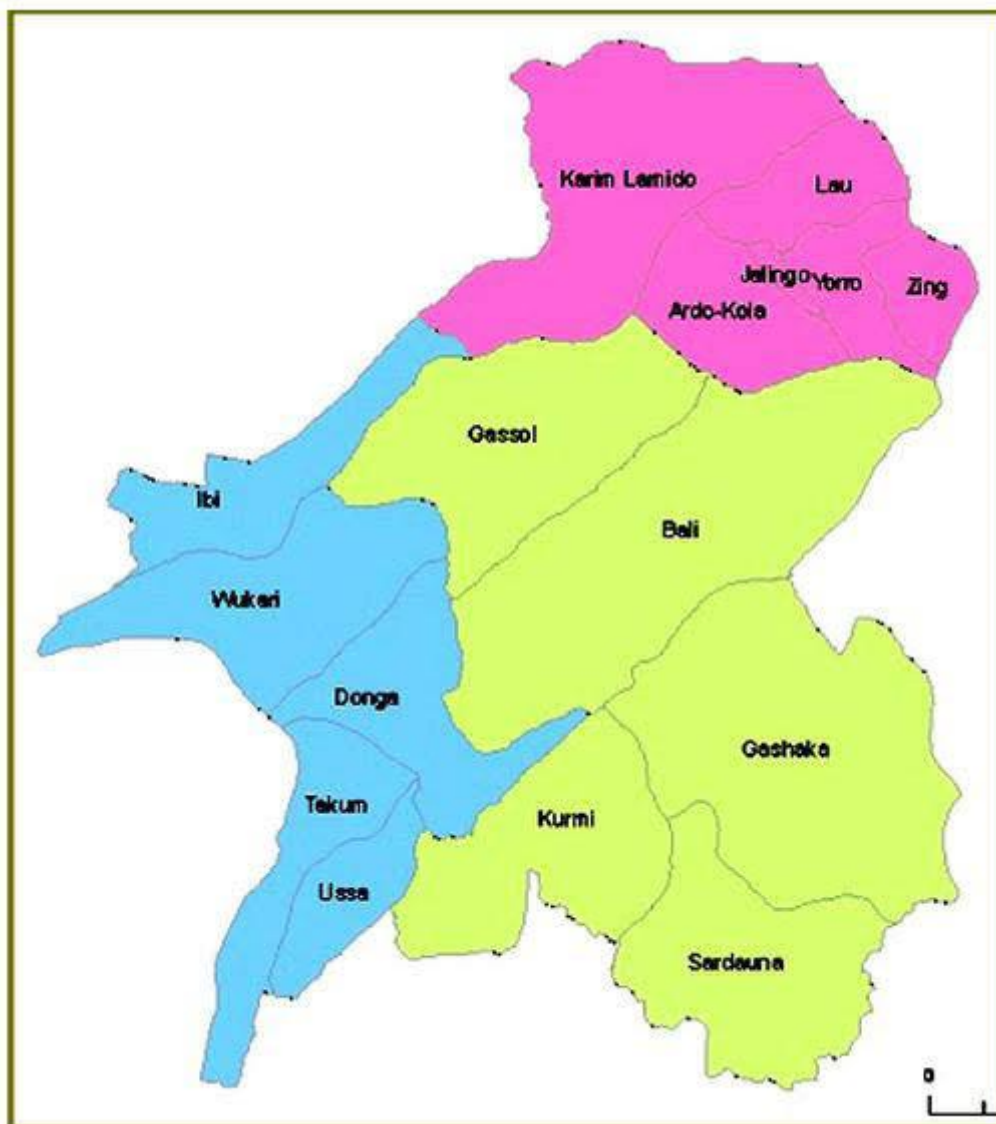 Karim Lamido
Lau
Jalingo
Yorro
Zing
Ardo-Kola
Gassol
Ibi
Bali
Wukari
Donga
Gashaka
Takum
Kurmi
Ussa
Sardauna
0